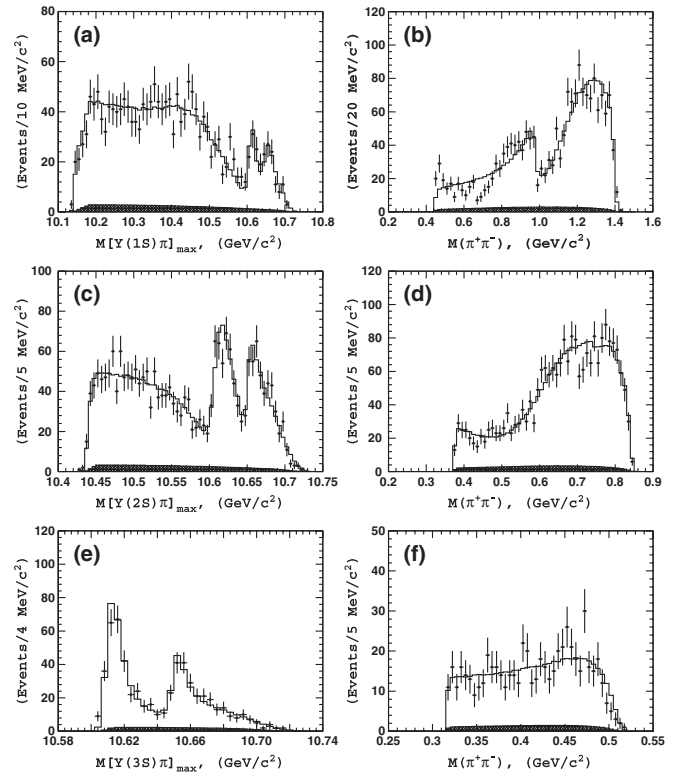 (a)
(Events/10 MeV/c²)
80
60
40
20
0
10.1 10.2 10.3 10.4 10.5 10.6 10.7 10.8
M[Y(1S)π]max, (GeV/c²)
(b)
(Events/20 MeV/c²)
100
80
60
40
20
0
0.2 0.4 0.6 0.8 1.0 1.2 1.4 1.6
M(π⁺π⁻), (GeV/c²)
(c)
(Events/5 MeV/c²)
100
80
60
40
20
0
10.4 10.45 10.5 10.55 10.6 10.65 10.7 10.75
M[Y(2S)π]max, (GeV/c²)
(d)
(Events/5 MeV/c²)
120
100
80
60
40
20
0
0.2 0.3 0.4 0.5 0.6 0.7 0.8 0.9
M(π⁺π⁻), (GeV/c²)
(e)
(Events/4 MeV/c²)
120
100
80
60
40
20
0
10.58 10.62 10.66 10.70 10.74
M[Y(3S)π]max, (GeV/c²)
(f)
(Events/5 MeV/c²)
50
40
30
20
10
0
0.25 0.3 0.35 0.4 0.45 0.5 0.55
M(π⁺π⁻), (GeV/c²)